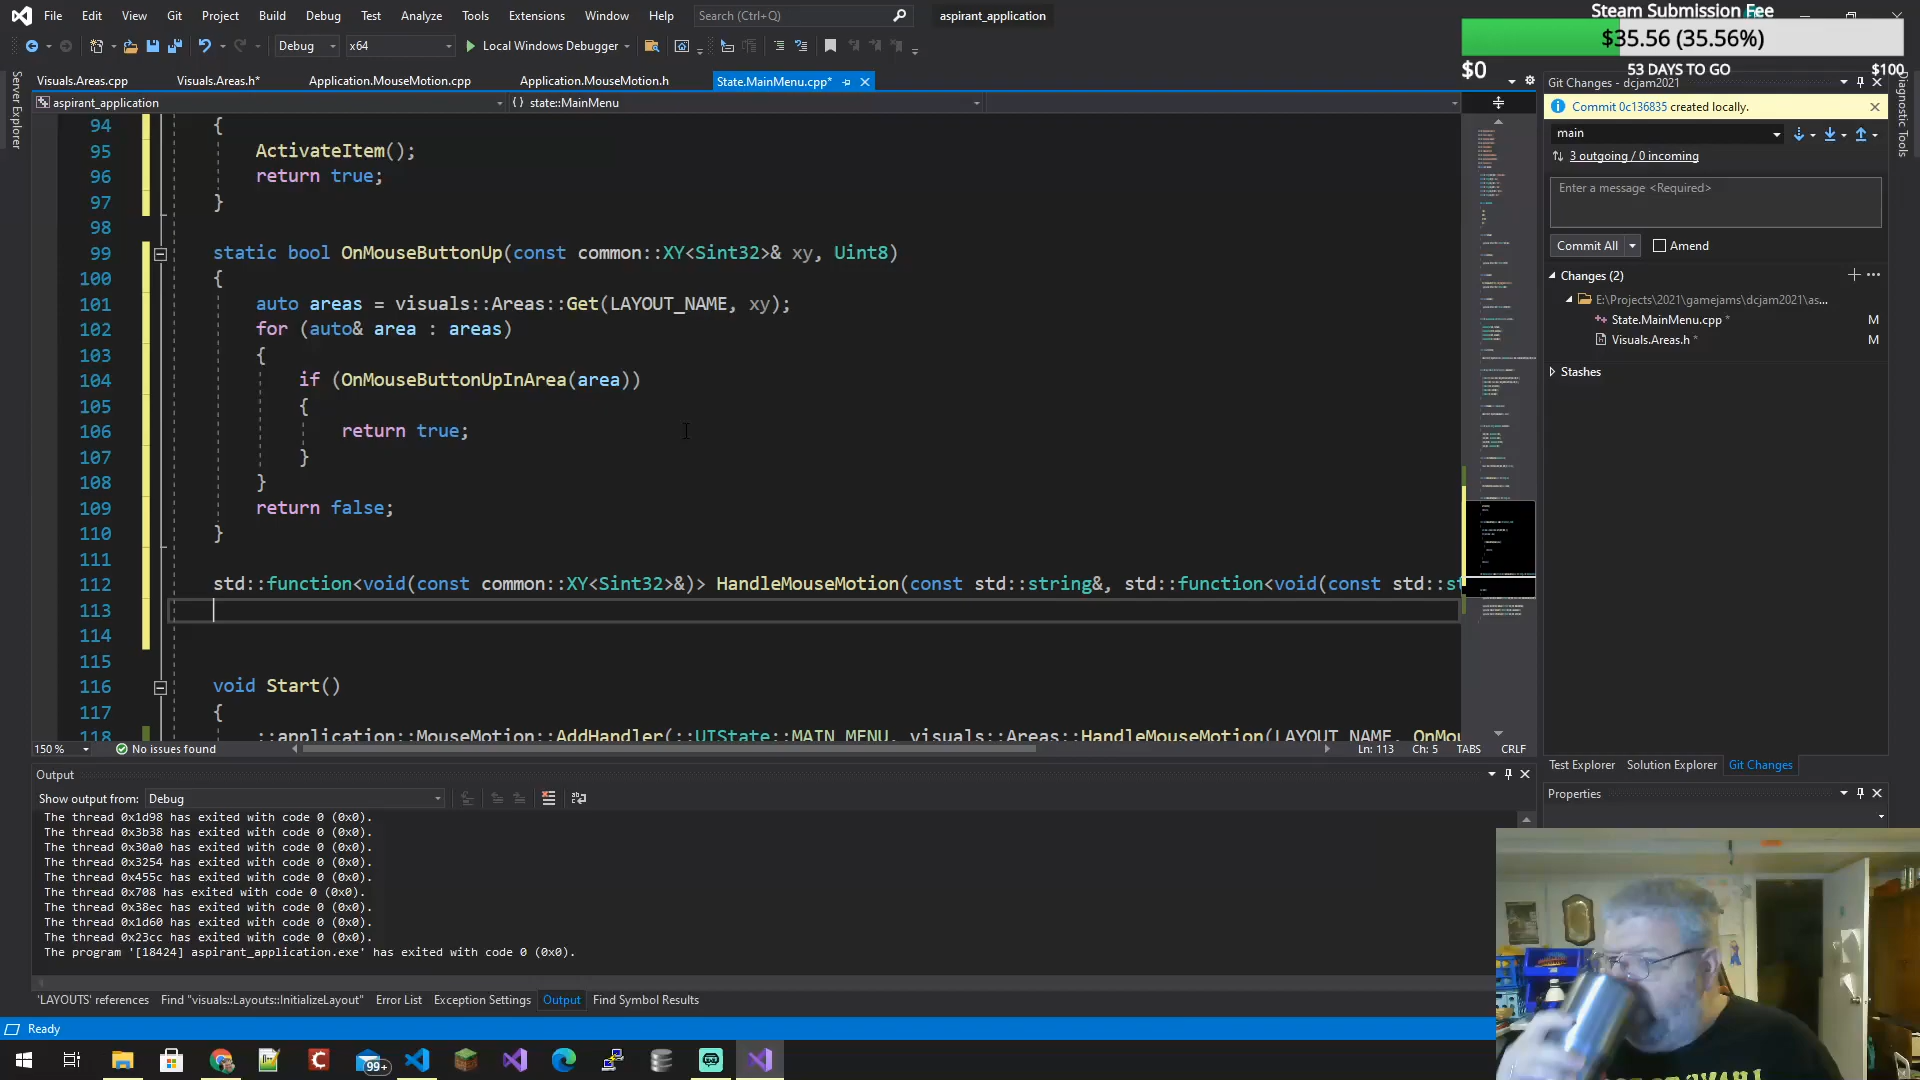 File Edit View Git Project Build Debug Test Analyze Tools Extensions Window Help Search (Ctrl+Q) aspirant_application
Steam Submission Fee
$35.56 (35.56%)
$0 53 DAYS TO GO $100
Debug x64 Local Windows Debugger
Server Explorer
Diagnostic Tools
Visuals.Areas.cpp Visuals.Areas.h* Application.MouseMotion.cpp Application.MouseMotion.h State.MainMenu.cpp*
aspirant_application {} state::MainMenu
94 {
95 ActivateItem();
96 return true;
97 }
98
99 static bool OnMouseButtonUp(const common::XY<Sint32>& xy, Uint8)
100 {
101 auto areas = visuals::Areas::Get(LAYOUT_NAME, xy);
102 for (auto& area : areas)
103 {
104 if (OnMouseButtonUpInArea(area))
105 {
106 return true;
107 }
108 }
109 return false;
110 }
111
112 std::function<void(const common::XY<Sint32>&)> HandleMouseMotion(const std::string&, std::function<void(const std::st
113
114
115
116 void Start()
117 {
118 ::application::MouseMotion::AddHandler(::UIState::MAIN_MENU, visuals::Areas::HandleMouseMotion(LAYOUT_NAME, OnMou
150 % No issues found Ln: 113 Ch: 5 TABS CRLF
Git Changes - dcjam2021
Commit 0c136835 created locally.
main
3 outgoing / 0 incoming
Enter a message <Required>
Commit All Amend
Changes (2)
E:\Projects\2021\gamejams\dcjam2021\as...
State.MainMenu.cpp * M
Visuals.Areas.h * M
Stashes
Test Explorer Solution Explorer Git Changes
Properties
Output
Show output from: Debug
The thread 0x1d98 has exited with code 0 (0x0).
The thread 0x3b38 has exited with code 0 (0x0).
The thread 0x30a0 has exited with code 0 (0x0).
The thread 0x3254 has exited with code 0 (0x0).
The thread 0x455c has exited with code 0 (0x0).
The thread 0x708 has exited with code 0 (0x0).
The thread 0x38ec has exited with code 0 (0x0).
The thread 0x1d60 has exited with code 0 (0x0).
The thread 0x23cc has exited with code 0 (0x0).
The program '[18424] aspirant_application.exe' has exited with code 0 (0x0).
'LAYOUTS' references Find "visuals::Layouts::InitializeLayout" Error List Exception Settings Output Find Symbol Results
Ready
99+